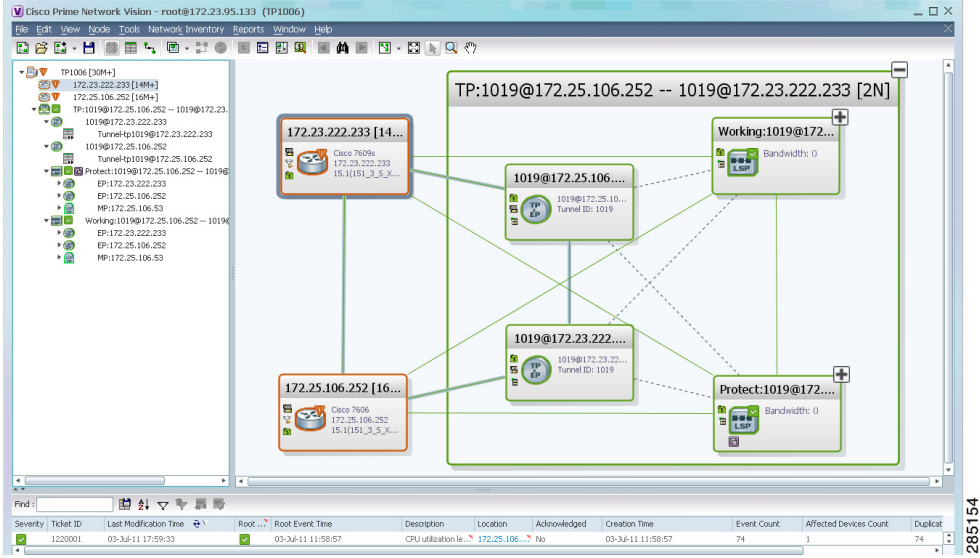 Cisco Prime Network Vision - root@172.23.95.133 (TP1006)
File Edit View Node Tools Network Inventory Reports Window Help
TP1006 [30M+]
172.23.222.233 [14M+]
172.25.106.252 [16M+]
TP:1019@172.25.106.252 -- 1019@172.23.
1019@172.23.222.233
Tunnel-tp1019@172.23.222.233
1019@172.25.106.252
Tunnel-tp1019@172.25.106.252
Protect:1019@172.25.106.252 -- 1019@
EP:172.23.222.233
EP:172.25.106.252
MP:172.25.106.53
Working:1019@172.25.106.252 -- 1019@
EP:172.23.222.233
EP:172.25.106.252
MP:172.25.106.53
TP:1019@172.25.106.252 -- 1019@172.23.222.233 [2N]
172.23.222.233 [14...
Cisco 7609s
172.23.222.233
15.1(151_3_5_X...
Working:1019@172...
Bandwidth: 0
LSP
1019@172.25.106....
1019@172.25.10...
Tunnel ID: 1019
TP EP
1019@172.23.222....
1019@172.23.22...
Tunnel ID: 1019
TP EP
172.25.106.252 [16...
Cisco 7606
172.25.106.252
15.1(151_3_5_X...
Protect:1019@172....
Bandwidth: 0
LSP
Find :
Severity Ticket ID Last Modification Time Root ... Root Event Time Description Location Acknowledged Creation Time Event Count Affected Devices Count Duplicat
1220001 03-Jul-11 17:59:33 03-Jul-11 11:58:57 CPU utilization le... 172.25.106... No 03-Jul-11 11:58:57 74 1 74
285154